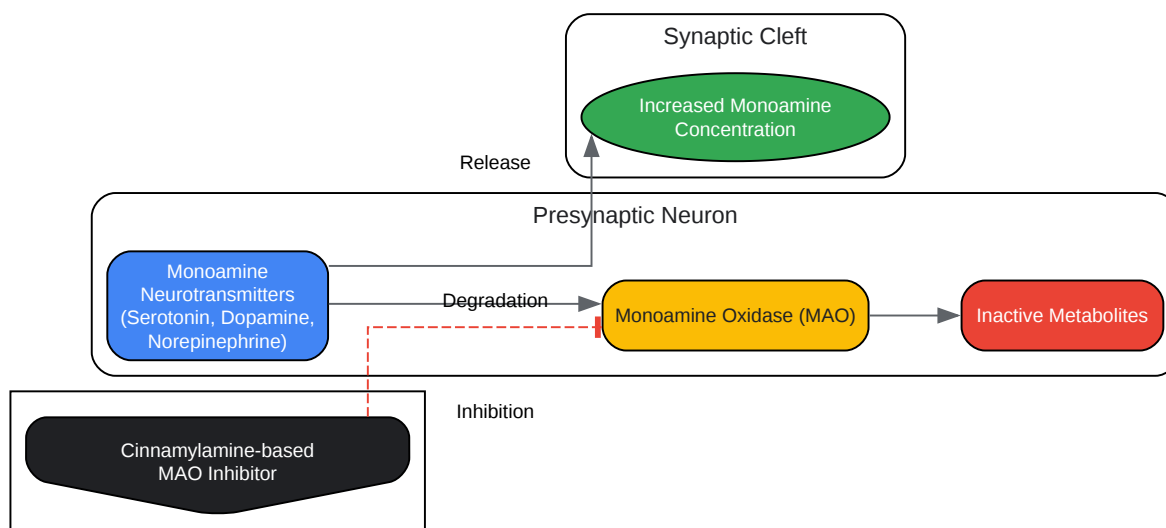 Synaptic Cleft
Increased Monoamine
Concentration
Release
Presynaptic Neuron
Monoamine
Neurotransmitters
(Serotonin, Dopamine,
Norepinephrine)
Degradation
Monoamine Oxidase (MAO)
Inactive Metabolites
Inhibition
Cinnamylamine-based
MAO Inhibitor